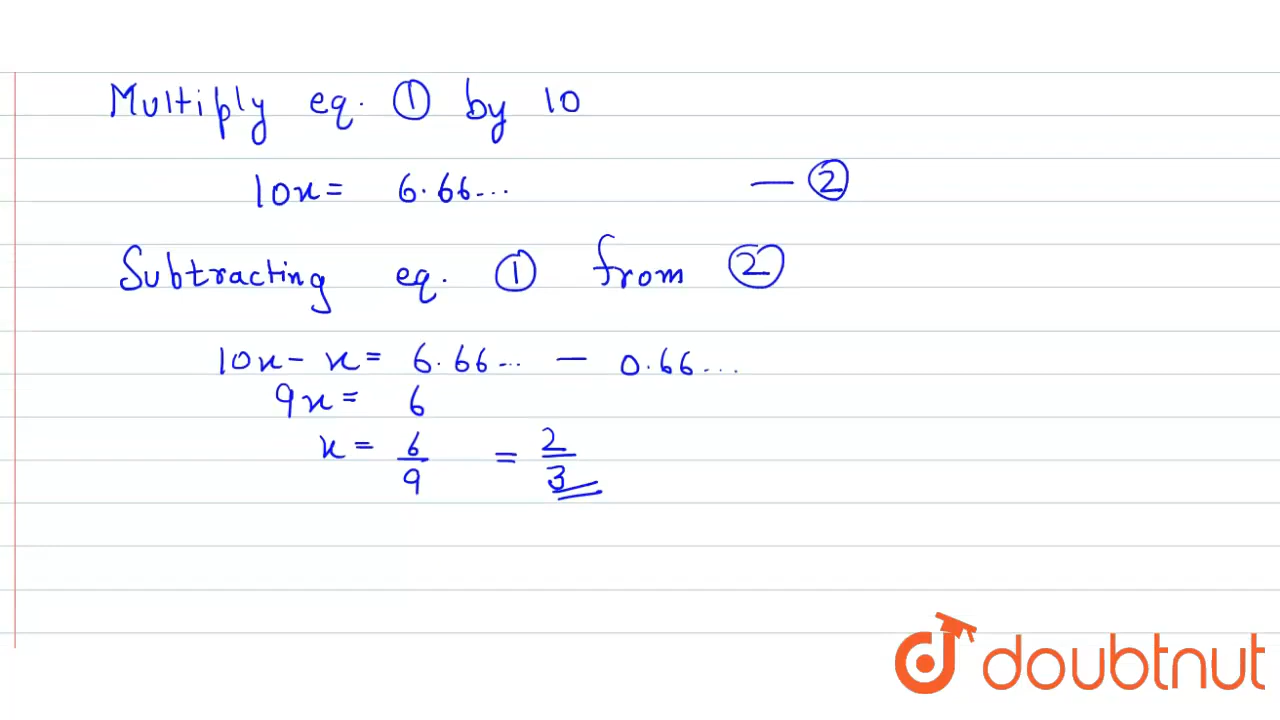 Multiply eq. ① by 10
10x = 6.66... — ②
Subtracting eq. ① from ②
10x - x = 6.66... — 0.66...
9x = 6
x = 6/9 = 2/3
doubtnut